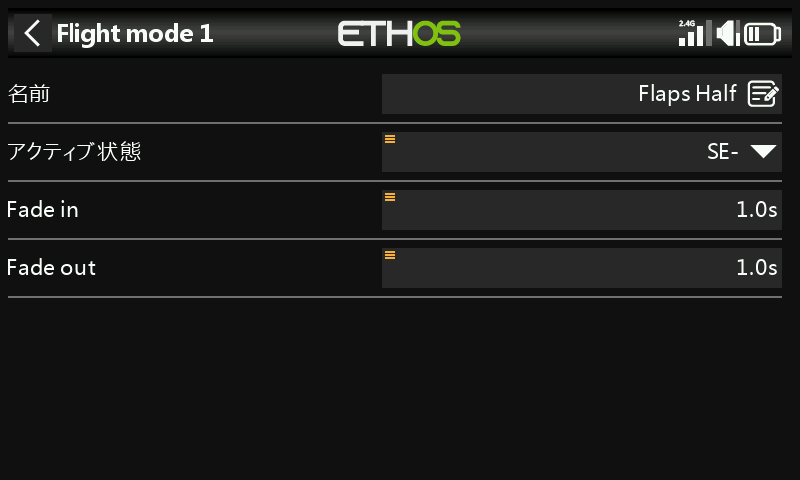 Flight mode 1
ETHOS
2.4G
名前
Flaps Half
アクティブ状態
SE-
Fade in
1.0s
Fade out
1.0s